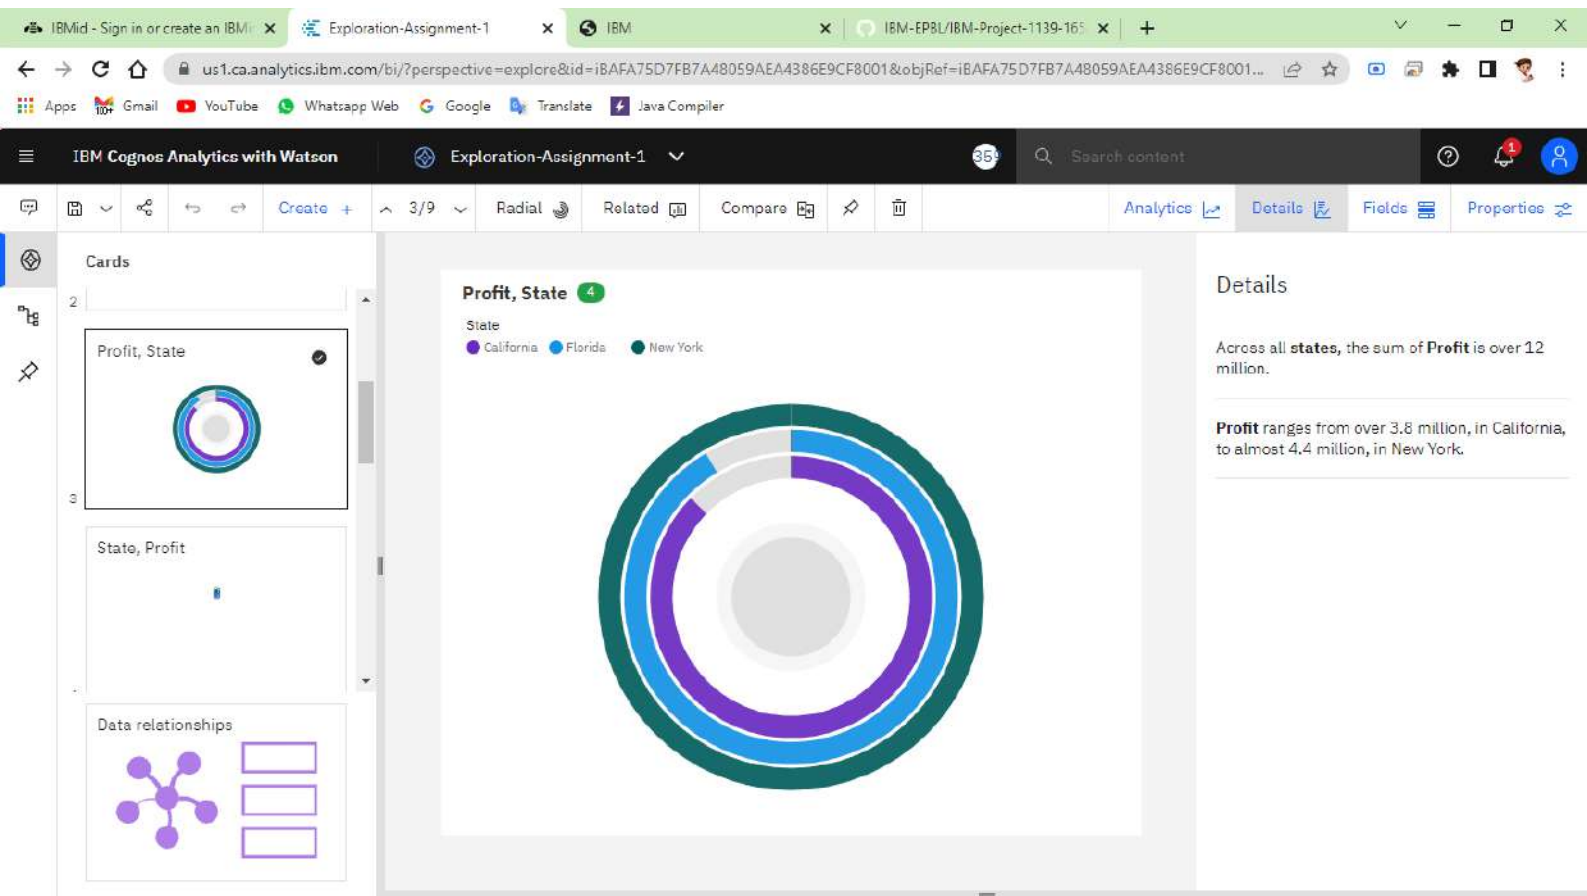 IBMid - Sign in or create an IBMi
Exploration-Assignment-1
IBM
IBM-EPBL/IBM-Project-1139-165
us1.ca.analytics.ibm.com/bi/?perspective=explore&id=iBAFA75D7FB7A48059AEA4386E9CF8001&objRef=iBAFA75D7FB7A48059AEA4386E9CF8001...
Apps 100+ Gmail YouTube Whatsapp Web Google Translate Java Compiler
IBM Cognos Analytics with Watson
Exploration-Assignment-1
359
Search content
1
Create + 3/9 Radial Related Compare Analytics Details Fields Properties
Cards
2
Profit, State
3
State, Profit
Data relationships
Profit, State 4
State
California Florida New York
Details
Across all states, the sum of Profit is over 12
million.
Profit ranges from over 3.8 million, in California,
to almost 4.4 million, in New York.